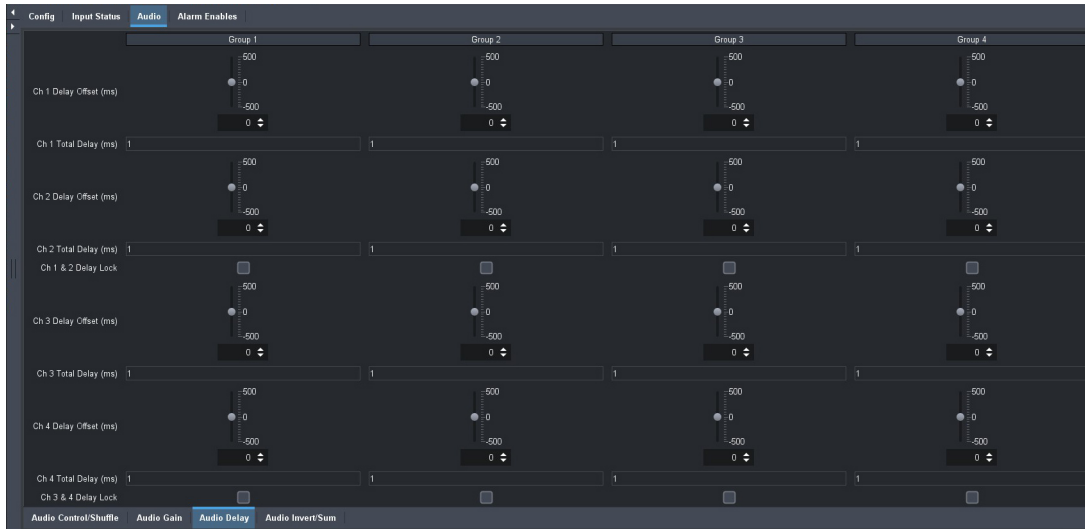 Config Input Status Audio Alarm Enables
Group 1 Group 2 Group 3 Group 4
500 500 500 500
Ch 1 Delay Offset (ms) 0 0 0 0
-500 -500 -500 -500
0 0 0 0
Ch 1 Total Delay (ms) 1 1 1 1
500 500 500 500
Ch 2 Delay Offset (ms) 0 0 0 0
-500 -500 -500 -500
0 0 0 0
Ch 2 Total Delay (ms) 1 1 1 1
Ch 1 & 2 Delay Lock
500 500 500 500
Ch 3 Delay Offset (ms) 0 0 0 0
-500 -500 -500 -500
0 0 0 0
Ch 3 Total Delay (ms) 1 1 1 1
500 500 500 500
Ch 4 Delay Offset (ms) 0 0 0 0
-500 -500 -500 -500
0 0 0 0
Ch 4 Total Delay (ms) 1 1 1 1
Ch 3 & 4 Delay Lock
Audio Control/Shuffle Audio Gain Audio Delay Audio Invert/Sum